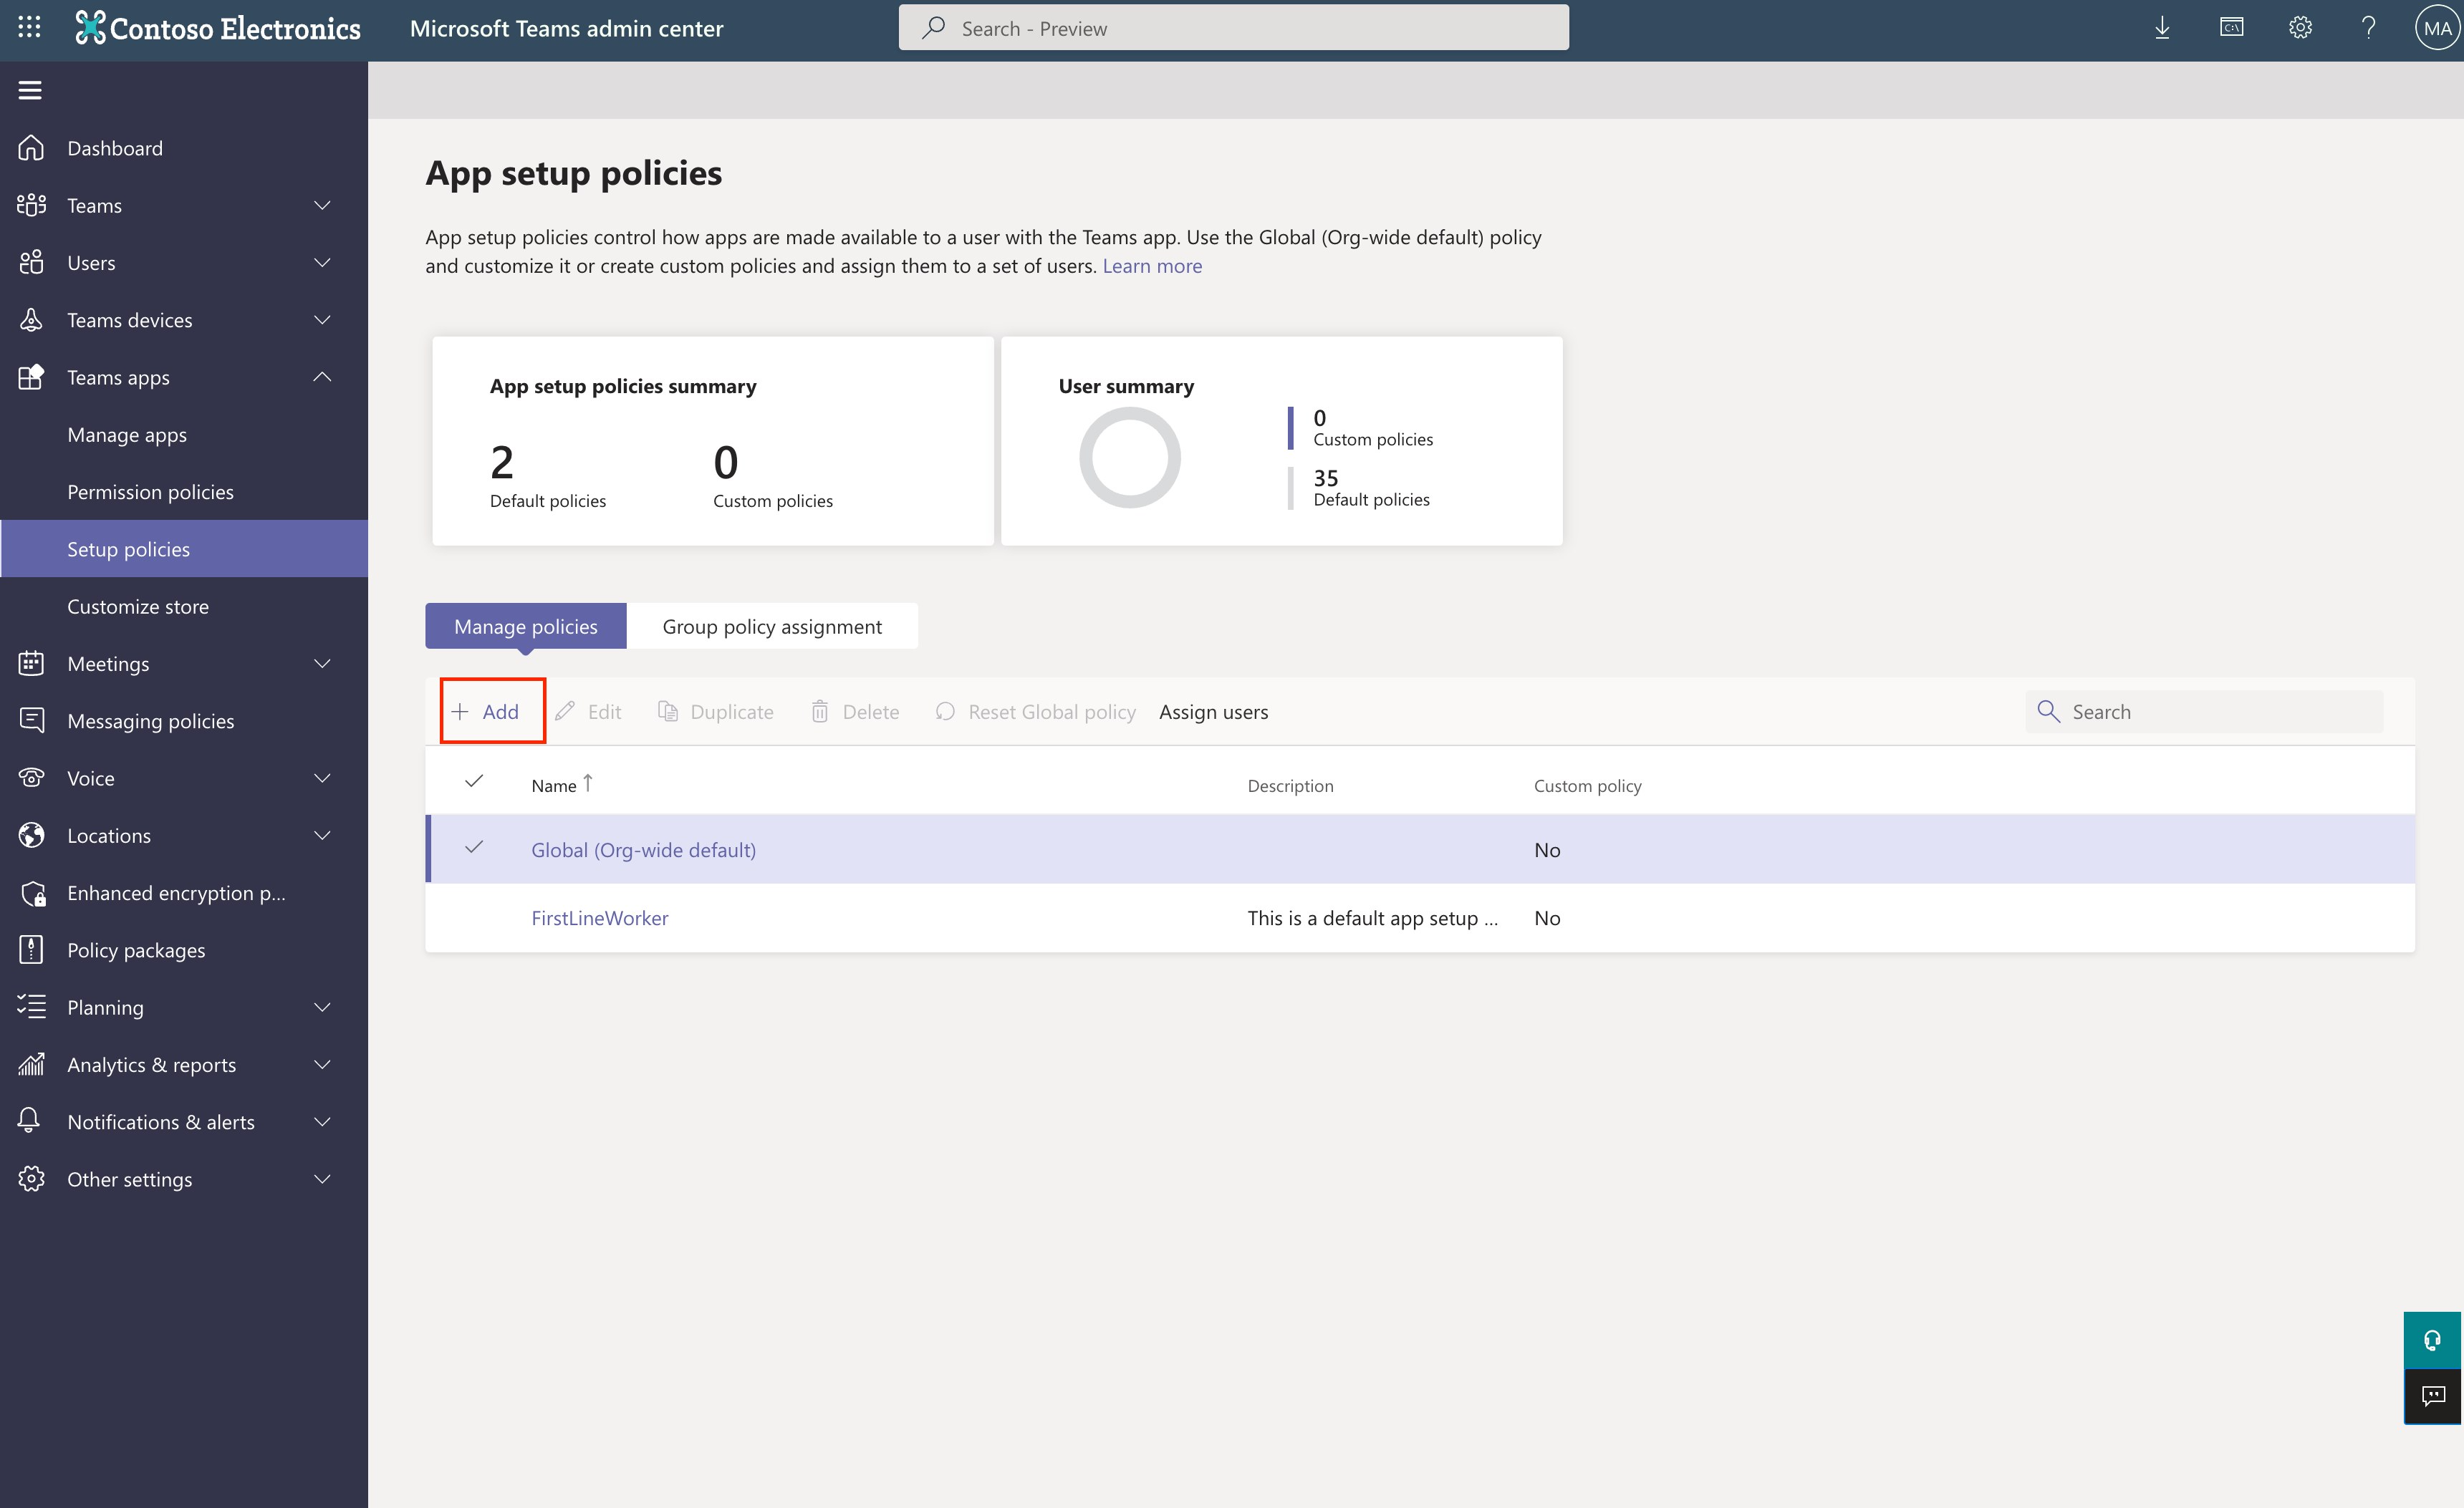 Contoso Electronics
Microsoft Teams admin center
Search - Preview
C:\
MA
Dashboard
Teams
Users
Teams devices
Teams apps
Manage apps
Permission policies
Setup policies
Customize store
Meetings
Messaging policies
Voice
Locations
Enhanced encryption p...
Policy packages
Planning
Analytics & reports
Notifications & alerts
Other settings
App setup policies
App setup policies control how apps are made available to a user with the Teams app. Use the Global (Org-wide default) policy
and customize it or create custom policies and assign them to a set of users. Learn more
App setup policies summary
2
Default policies
0
Custom policies
User summary
0
Custom policies
35
Default policies
Manage policies
Group policy assignment
Add Edit Duplicate Delete Reset Global policy Assign users Search
Name Description Custom policy
Global (Org-wide default) No
FirstLineWorker This is a default app setup ... No